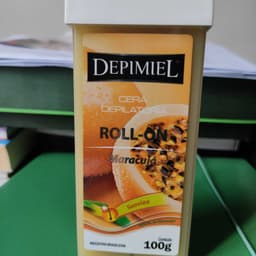 DEPIMIEL
CERA
DEPILATÓRIA
ROLL-ON
Maracujá
100g